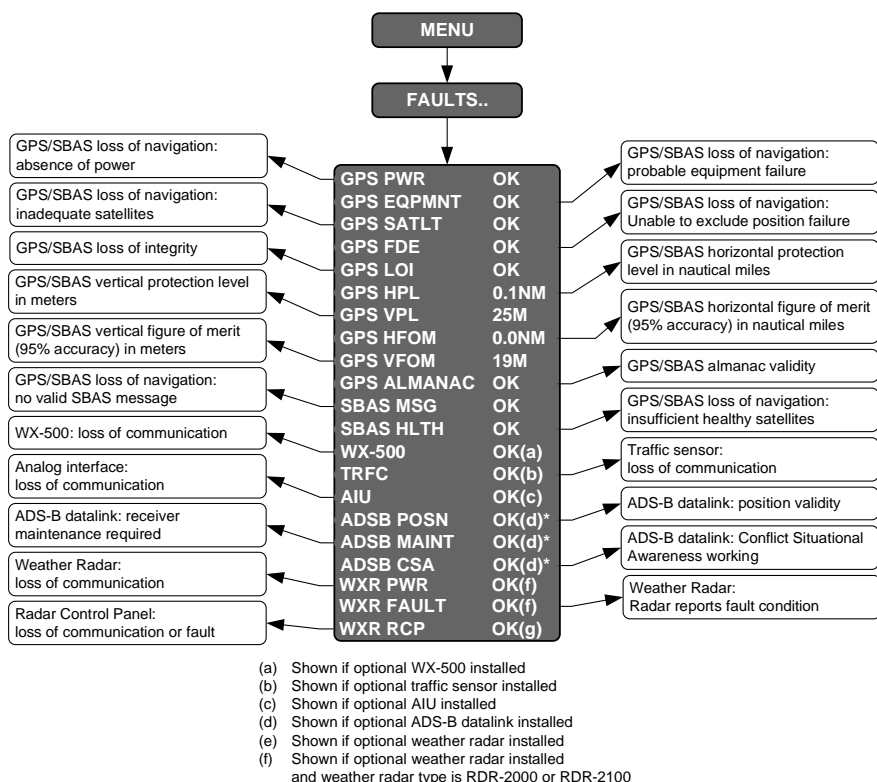 MENU
FAULTS..
GPS/SBAS loss of navigation:
absence of power
GPS/SBAS loss of navigation:
inadequate satellites
GPS/SBAS loss of integrity
GPS/SBAS vertical protection level
in meters
GPS/SBAS vertical figure of merit
(95% accuracy) in meters
GPS/SBAS loss of navigation:
no valid SBAS message
WX-500: loss of communication
Analog interface:
loss of communication
ADS-B datalink: receiver
maintenance required
Weather Radar:
loss of communication
Radar Control Panel:
loss of communication or fault
GPS PWR OK
GPS EQPMNT OK
GPS SATLT OK
GPS FDE OK
GPS LOI OK
GPS HPL 0.1NM
GPS VPL 25M
GPS HFOM 0.0NM
GPS VFOM 19M
GPS ALMANAC OK
SBAS MSG OK
SBAS HLTH OK
WX-500 OK(a)
TRFC OK(b)
AIU OK(c)
ADSB POSN OK(d)*
ADSB MAINT OK(d)*
ADSB CSA OK(d)*
WXR PWR OK(f)
WXR FAULT OK(f)
WXR RCP OK(g)
GPS/SBAS loss of navigation:
probable equipment failure
GPS/SBAS loss of navigation:
Unable to exclude position failure
GPS/SBAS horizontal protection
level in nautical miles
GPS/SBAS horizontal figure of merit
(95% accuracy) in nautical miles
GPS/SBAS almanac validity
GPS/SBAS loss of navigation:
insufficient healthy satellites
Traffic sensor:
loss of communication
ADS-B datalink: position validity
ADS-B datalink: Conflict Situational
Awareness working
Weather Radar:
Radar reports fault condition
(a) Shown if optional WX-500 installed
(b) Shown if optional traffic sensor installed
(c) Shown if optional AIU installed
(d) Shown if optional ADS-B datalink installed
(e) Shown if optional weather radar installed
(f) Shown if optional weather radar installed
and weather radar type is RDR-2000 or RDR-2100